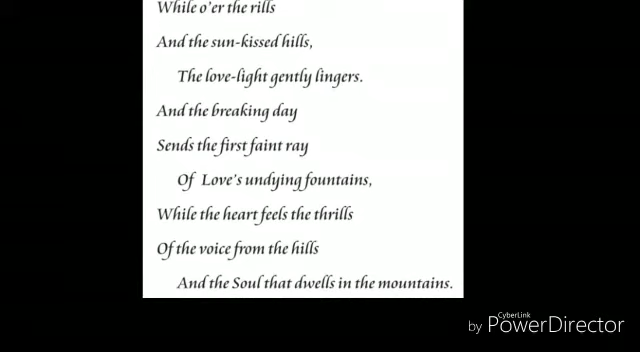 While o'er the rills
And the sun-kissed hills,
The love-light gently lingers.
And the breaking day
Sends the first faint ray
Of Love's undying fountains,
While the heart feels the thrills
Of the voice from the hills
And the Soul that dwells in the mountains.
CyberLink
by PowerDirector